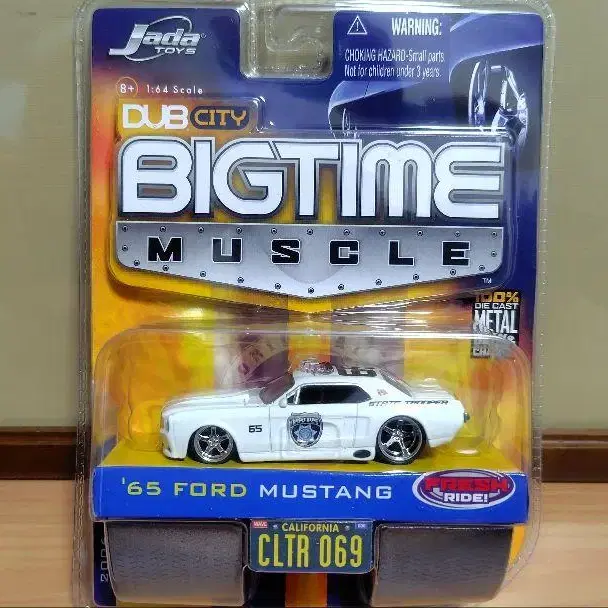 Jada
TOYS
WARNING:
CHOKING HAZARD-Small parts
Not for children under 3 years.
8+ 1:64 Scale
DUB CITY
BIGTIME
MUSCLE
TM
100%
DIE CAST
METAL
65
STATE TROOPER
'65 FORD MUSTANG
FRESH
RIDE!
CALIFORNIA
CLTR 069